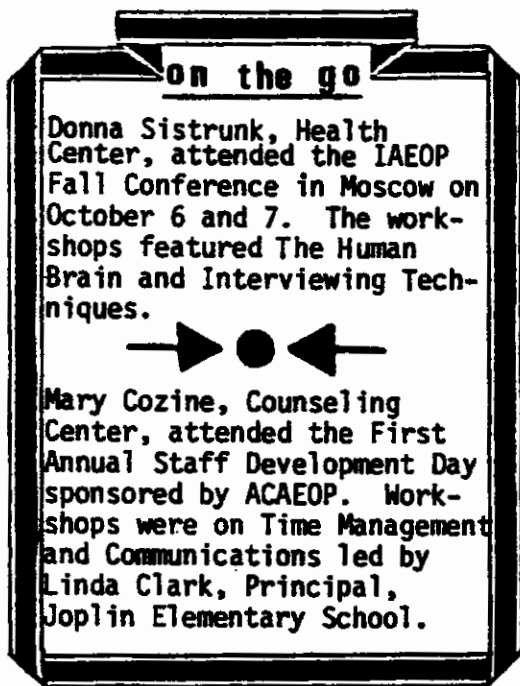 on the go
Donna Sistrunk, Health
Center, attended the IAEOP
Fall Conference in Moscow on
October 6 and 7. The work-
shops featured The Human
Brain and Interviewing Tech-
niques.
Mary Cozine, Counseling
Center, attended the First
Annual Staff Development Day
sponsored by ACAEOP. Work-
shops were on Time Management
and Communications led by
Linda Clark, Principal,
Joplin Elementary School.